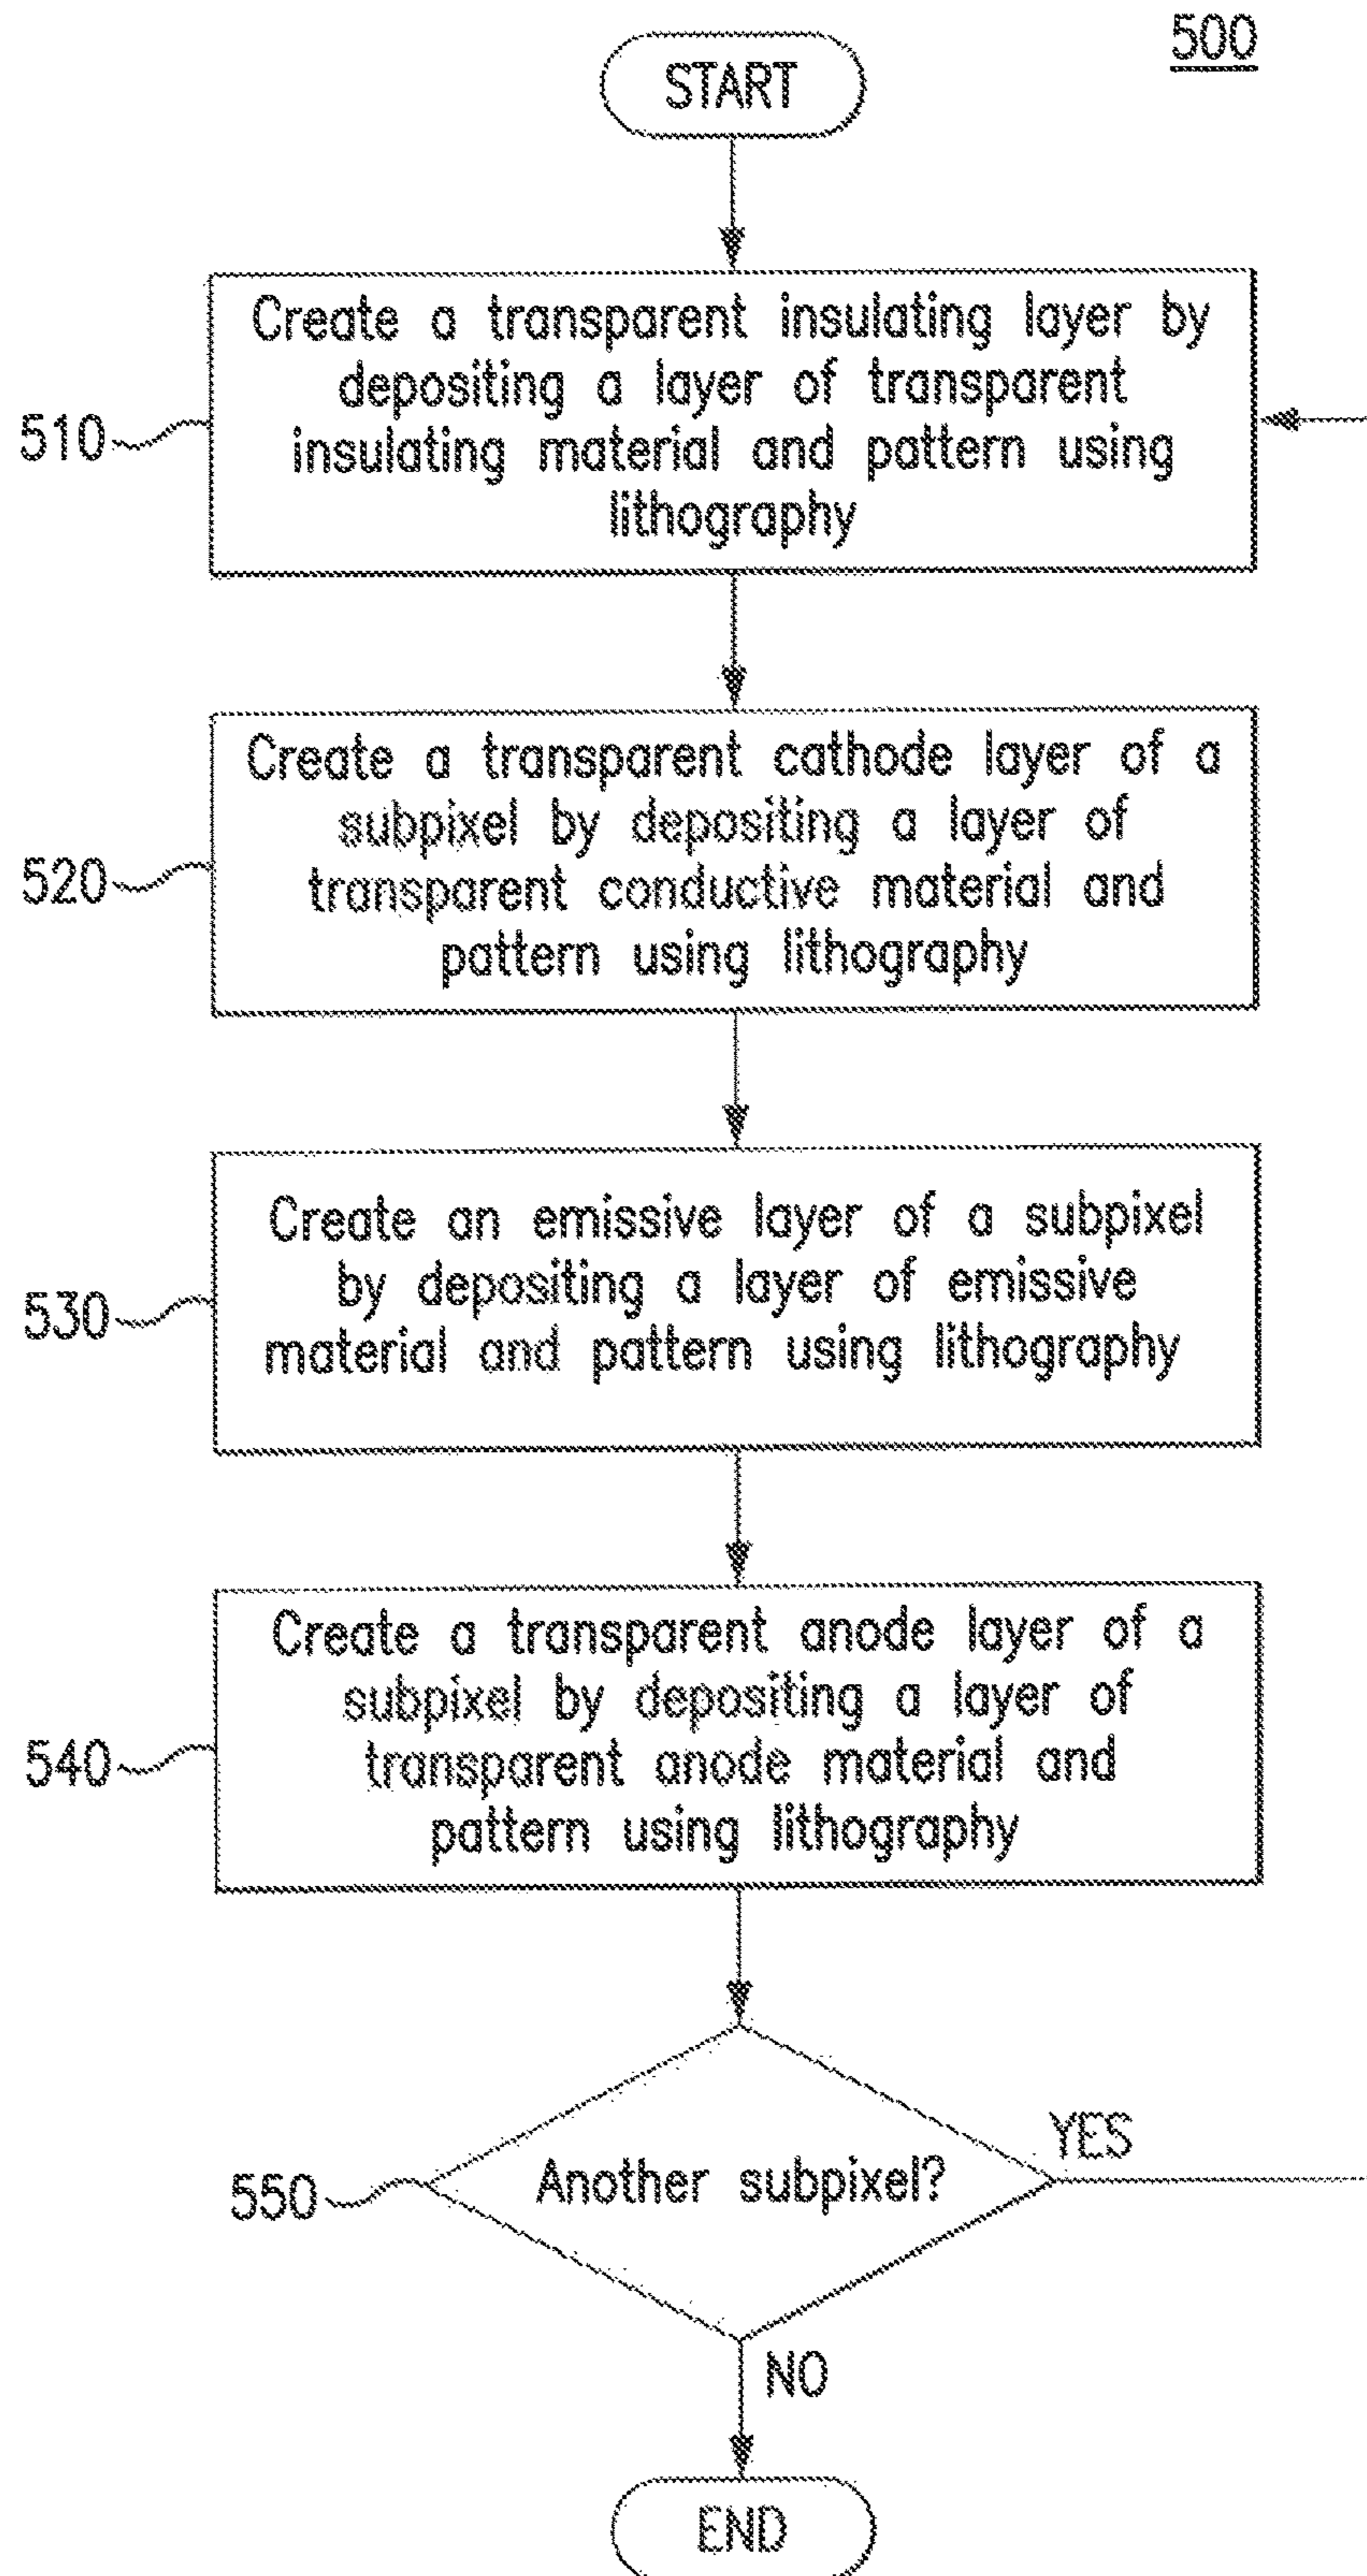 500
START
Create a transparent insulating layer by
depositing a layer of transparent
insulating material and pattern using
lithography
510
Create a transparent cathode layer of a
subpixel by depositing a layer of
transparent conductive material and
pattern using lithography
520
Create an emissive layer of a subpixel
by depositing a layer of emissive
material and pattern using lithography
530
Create a transparent anode layer of a
subpixel by depositing a layer of
transparent anode material and
pattern using lithography
540
Another subpixel?
550
YES
NO
END